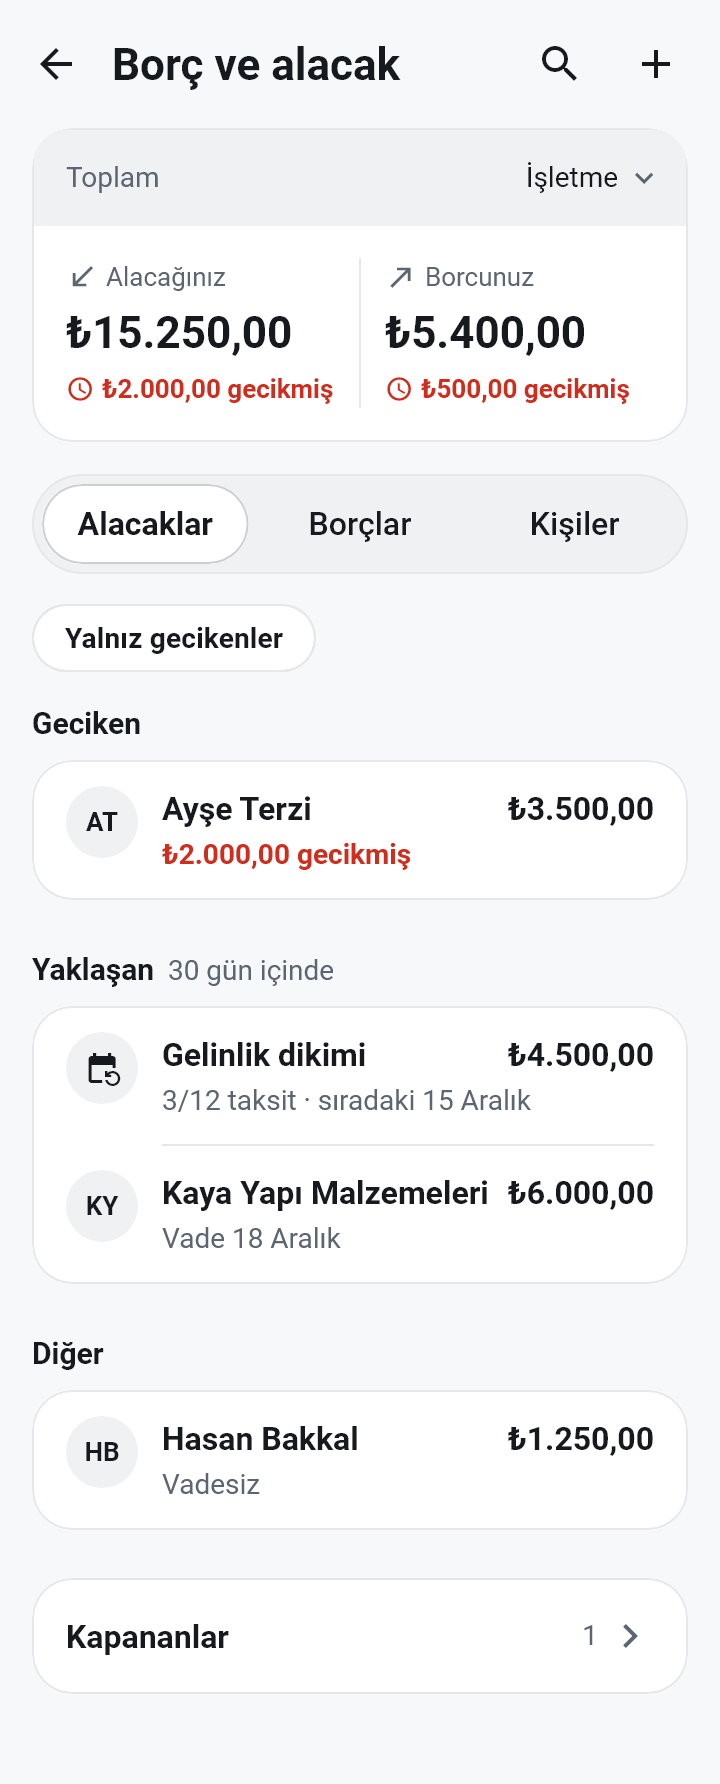 Borç ve alacak
Toplam
İşletme
Alacağınız
₺15.250,00
₺2.000,00 gecikmiş
Borcunuz
₺5.400,00
₺500,00 gecikmiş
Alacaklar
Borçlar
Kişiler
Yalnız gecikenler
Geciken
AT
Ayşe Terzi
₺3.500,00
₺2.000,00 gecikmiş
Yaklaşan 30 gün içinde
Gelinlik dikimi
₺4.500,00
3/12 taksit · sıradaki 15 Aralık
KY
Kaya Yapı Malzemeleri
₺6.000,00
Vade 18 Aralık
Diğer
HB
Hasan Bakkal
₺1.250,00
Vadesiz
Kapananlar
1